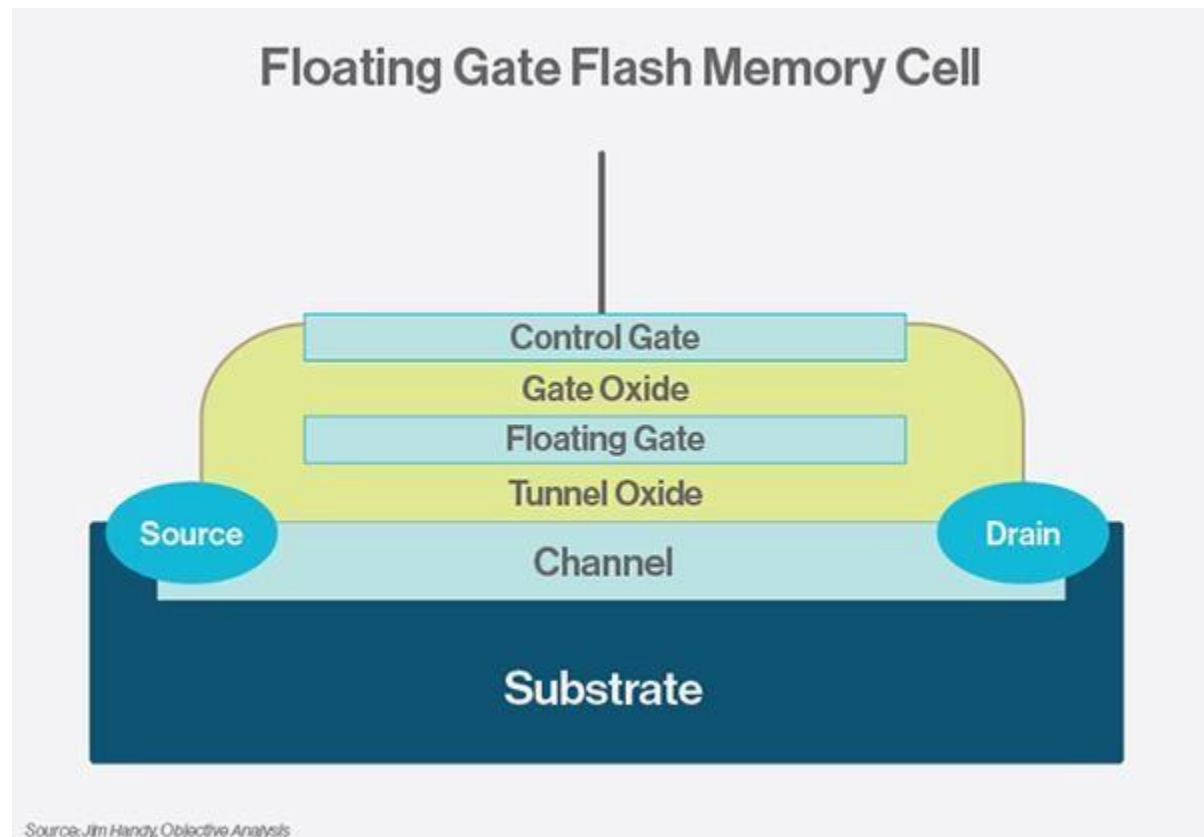 Floating Gate Flash Memory Cell
Control Gate
Gate Oxide
Floating Gate
Tunnel Oxide
Source
Drain
Channel
Substrate
Source: Jim Handy, Objective Analysis